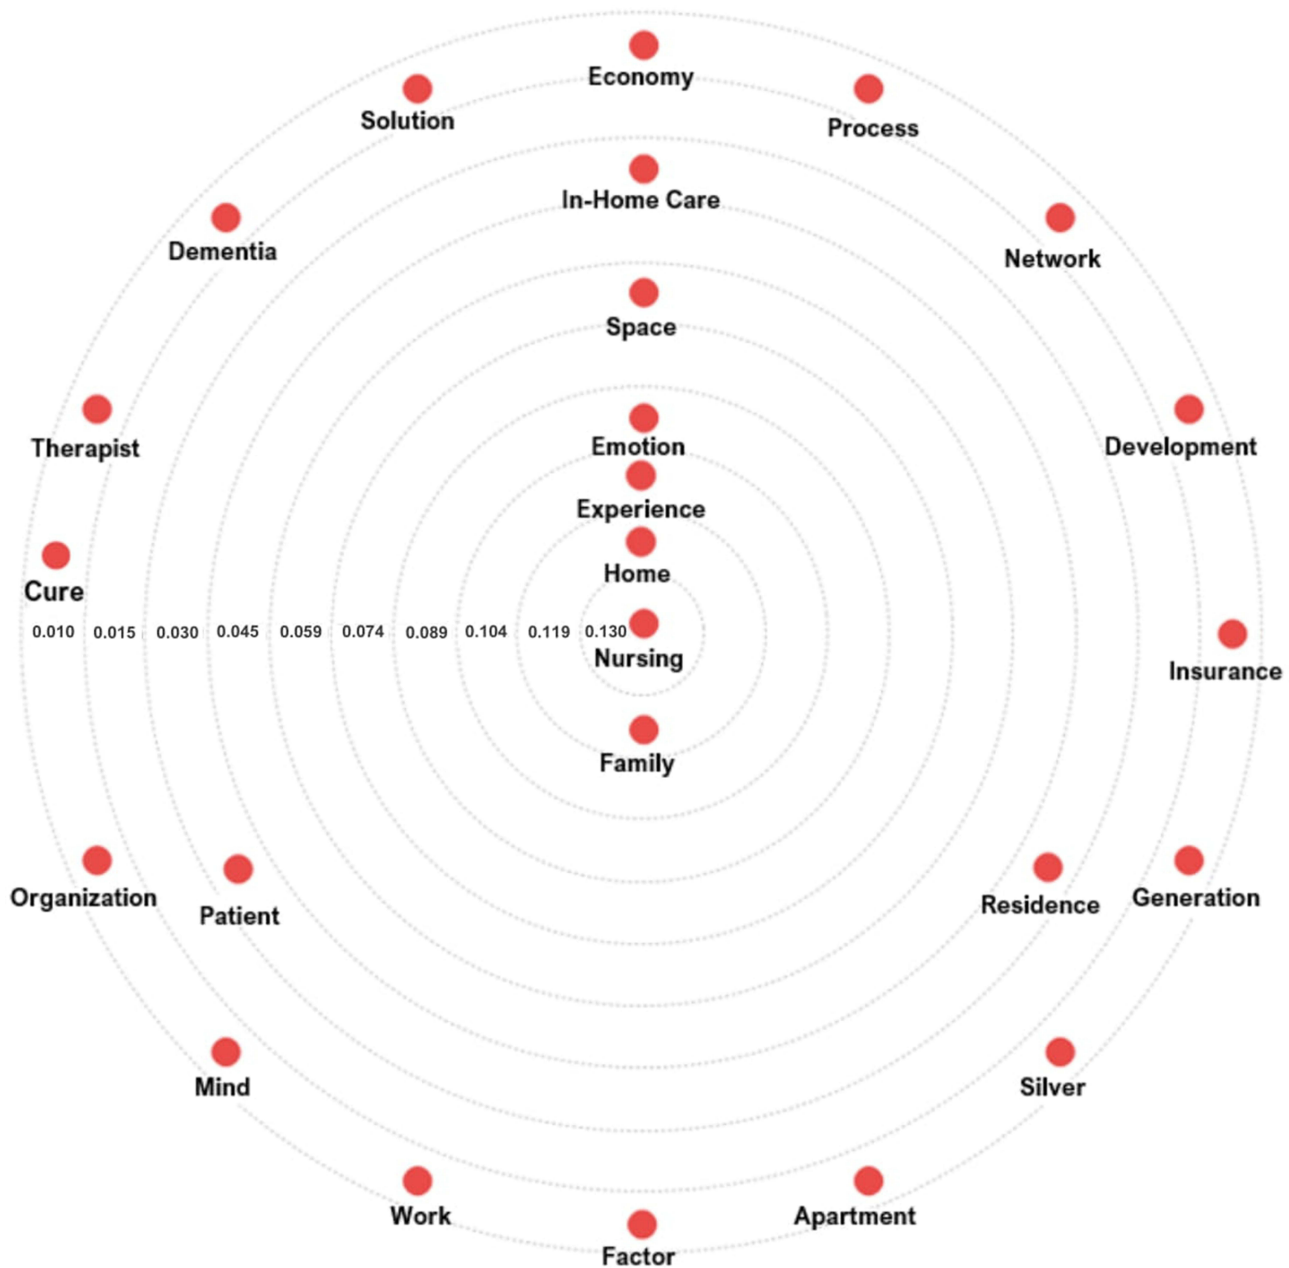 Economy
Solution
Process
In-Home Care
Dementia
Network
Space
Therapist
Emotion
Development
Experience
Home
Cure
0.010 0.015 0.030 0.045 0.059 0.074 0.089 0.104 0.119 0.130
Nursing
Insurance
Family
Organization
Patient
Residence
Generation
Mind
Silver
Work
Apartment
Factor